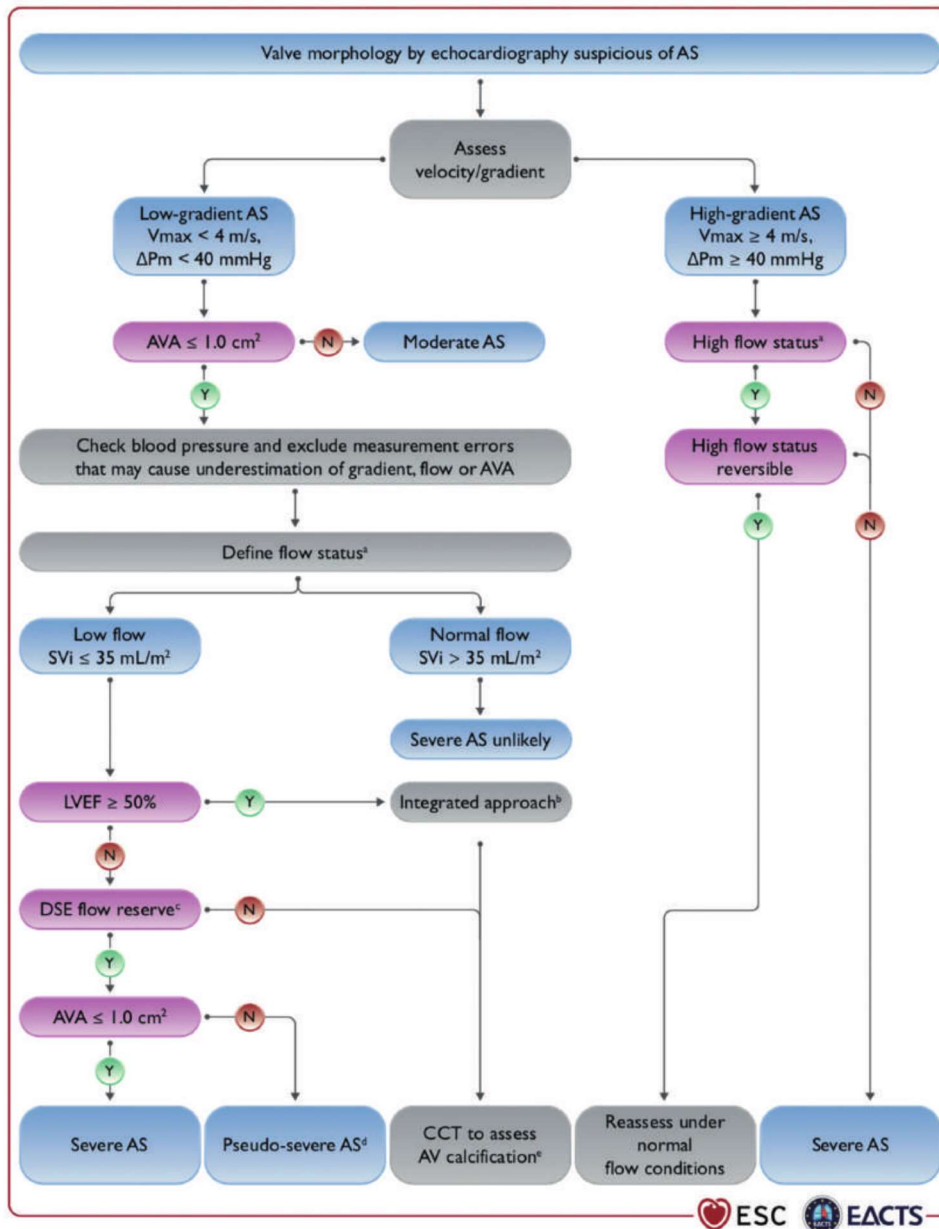 Valve morphology by echocardiography suspicious of AS
Assess
velocity/gradient
Low-gradient AS
Vmax < 4 m/s,
ΔPm < 40 mmHg
High-gradient AS
Vmax ≥ 4 m/s,
ΔPm ≥ 40 mmHg
AVA ≤ 1.0 cm²
N
Moderate AS
High flow statusᵃ
Y
Y
N
Check blood pressure and exclude measurement errors
that may cause underestimation of gradient, flow or AVA
High flow status
reversible
Y
N
Define flow statusᵃ
Low flow
SVi ≤ 35 mL/m²
Normal flow
SVi > 35 mL/m²
Severe AS unlikely
LVEF ≥ 50%
Y
Integrated approachᵇ
N
DSE flow reserveᶜ
N
Y
AVA ≤ 1.0 cm²
N
Y
Severe AS
Pseudo-severe ASᵈ
CCT to assess
AV calcificationᵉ
Reassess under
normal
flow conditions
Severe AS
ESC
EACTS